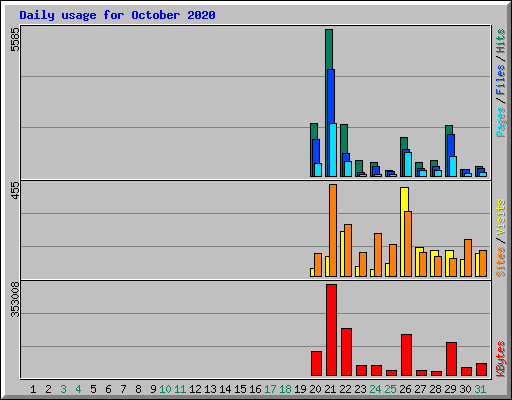 Daily usage for October 2020
5585
Pages / Files / Hits
455
Sites / Visits
353008
KBytes
1 2 3 4 5 6 7 8 9 10 11 12 13 14 15 16 17 18 19 20 21 22 23 24 25 26 27 28 29 30 31